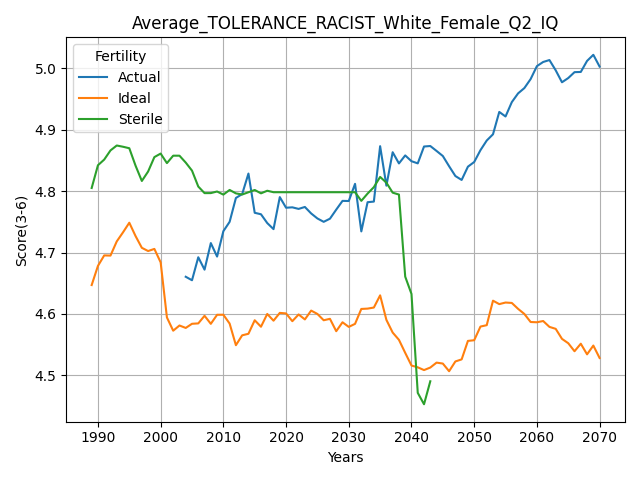 Average_TOLERANCE_RACIST_White_Female_Q2_IQ
Fertility
Actual
Ideal
Sterile
Score(3-6)
5.0
4.9
4.8
4.7
4.6
4.5
1990 2000 2010 2020 2030 2040 2050 2060 2070
Years